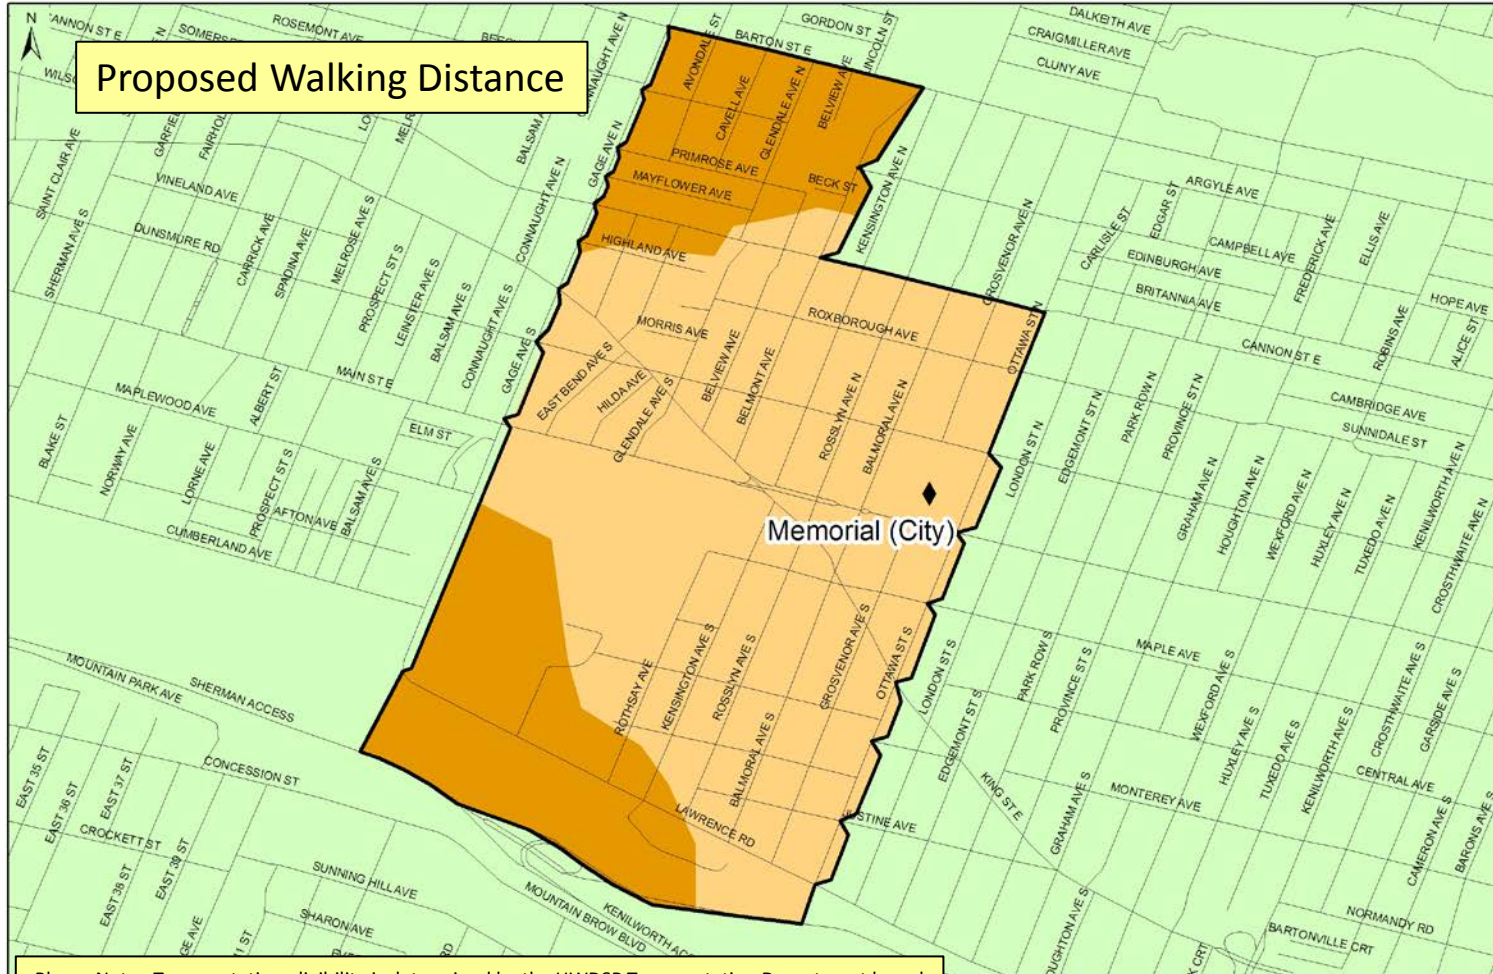 N
Proposed Walking Distance
ROSEMONT AVE
GORDON ST
LINCOLN ST
DALKEITH AVE
CRAIGMILLER AVE
CLUNY AVE
BARTON ST E
AVONDALE ST
CAVELL AVE
GLENDALE AVE N
BELVIEW AVE
CONNAUGHT AVE N
GAGE AVE N
PRIMROSE AVE
MAYFLOWER AVE
BECK ST
KENSINGTON AVE N
HIGHLAND AVE
SAINT CLAIR AVE
SHERMAN AVE S
VINELAND AVE
DUNSMURE RD
CARRICK AVE
SPADINA AVE
MELROSE AVE S
PROSPECT ST S
LEINSTER AVE S
BALSAM AVE S
CONNAUGHT AVE S
GAGE AVE S
ARGYLE AVE
EDGAR ST
CARLISLE ST
CAMPBELL AVE
EDINBURGH AVE
BRITANNIA AVE
FREDERICK AVE
ELLIS AVE
HOPE AVE
ROBINS AVE
ALICE ST
GROSVENOR AVE N
OTTAWA ST N
CANNON ST E
ROXBOROUGH AVE
MORRIS AVE
BELVIEW AVE
BELMONT AVE
EAST BEND AVE S
HILDA AVE
GLENDALE AVE S
ROSSLYN AVE N
BALMORAL AVE N
MAIN ST E
MAPLEWOOD AVE
ALBERT ST
ELM ST
BLAKE ST
NORWAY AVE
LORNE AVE
PROSPECT ST S
AFTON AVE
BALSAM AVE S
CUMBERLAND AVE
CAMBRIDGE AVE
SUNNIDALE ST
LONDON ST N
EDGEMONT ST N
PARK ROW N
PROVINCE ST N
GRAHAM AVE N
HOUGHTON AVE N
WEXFORD AVE N
HUXLEY AVE N
TUXEDO AVE N
KENILWORTH AVE N
CROSTHWAITE AVE N
Memorial (City)
ROTHSAY AVE
KENSINGTON AVE S
ROSSLYN AVE S
BALMORAL AVE S
GROSVENOR AVE S
OTTAWA ST S
LONDON ST S
EDGEMONT ST S
PARK ROW S
PROVINCE ST S
MAPLE AVE
WEXFORD AVE S
HUXLEY AVE S
TUXEDO AVE S
KENILWORTH AVE S
CROSTHWAITE AVE S
GARSIDE AVE S
CENTRAL AVE
MONTEREY AVE
KING ST E
GRAHAM AVE S
CAMERON AVE S
BARONS AVE S
LAWRENCE RD
MOUNTAIN PARK AVE
SHERMAN ACCESS
CONCESSION ST
EAST 35 ST
EAST 36 ST
EAST 37 ST
CROCKETT ST
EAST 38 ST
EAST 39 ST
SUNNING HILL AVE
SHARON AVE
MOUNTAIN BROW BLVD
NORMANDY RD
BARTONVILLE CRT